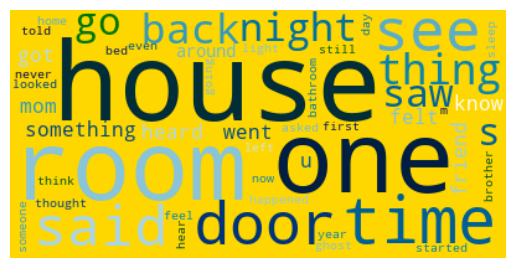 home
told
go
back
night
day
see
sleep
got
bed
even
around
light
still
thing
never
looked
house
going
bathroom
saw
m
know
mom
something
heard
went
asked
first
felt
s
room
left
one
u
friend
brother
think
thought
now
happened
someone
said
feel
hear
door
year
ghost
time
started